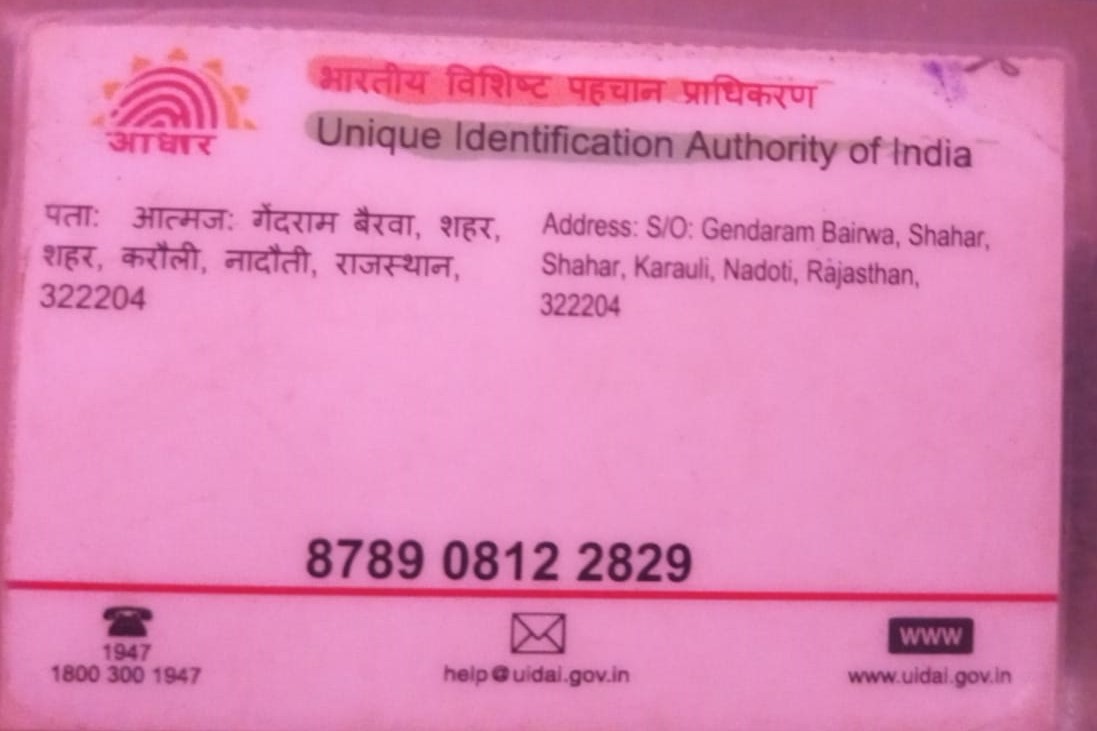 आधार
भारतीय विशिष्ट पहचान प्राधिकरण
Unique Identification Authority of India
पता: आत्मज: गेंदराम बैरवा, शहर,
शहर, करौली, नादौती, राजस्थान,
322204
Address: S/O: Gendaram Bairwa, Shahar,
Shahar, Karauli, Nadoti, Rajasthan,
322204
8789 0812 2829
1947
1800 300 1947
help@uidai.gov.in
www
www.uidai.gov.in